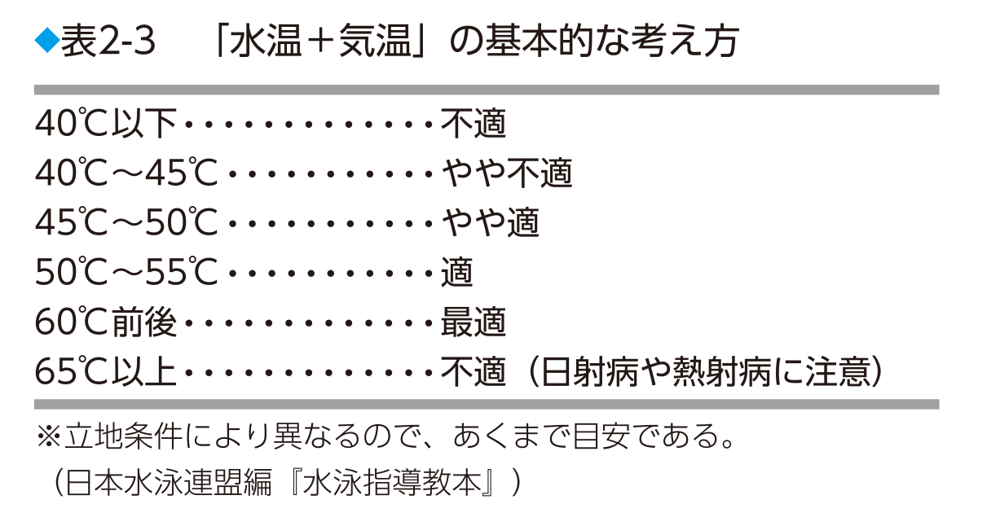 ◆表2-3　「水温＋気温」の基本的な考え方
40℃以下・・・・・・・・・・・・・不適
40℃～45℃・・・・・・・・・・・やや不適
45℃～50℃・・・・・・・・・・・やや適
50℃～55℃・・・・・・・・・・・適
60℃前後・・・・・・・・・・・・・最適
65℃以上・・・・・・・・・・・・・不適（日射病や熱射病に注意）
※立地条件により異なるので、あくまで目安である。
（日本水泳連盟編『水泳指導教本』）